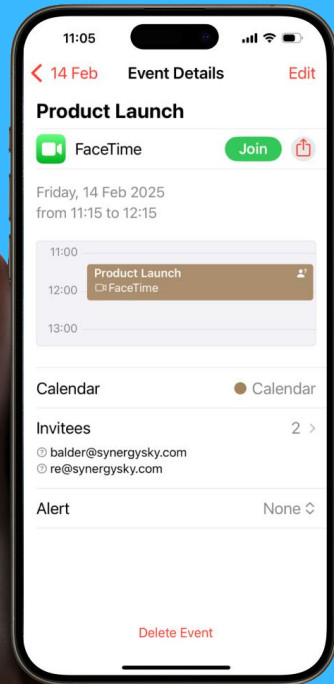 11:05
14 Feb Event Details Edit
Product Launch
FaceTime Join
Friday, 14 Feb 2025
from 11:15 to 12:15
11:00
Product Launch
FaceTime
12:00
13:00
Calendar Calendar
Invitees 2
balder@synergysky.com
re@synergysky.com
Alert None
Delete Event